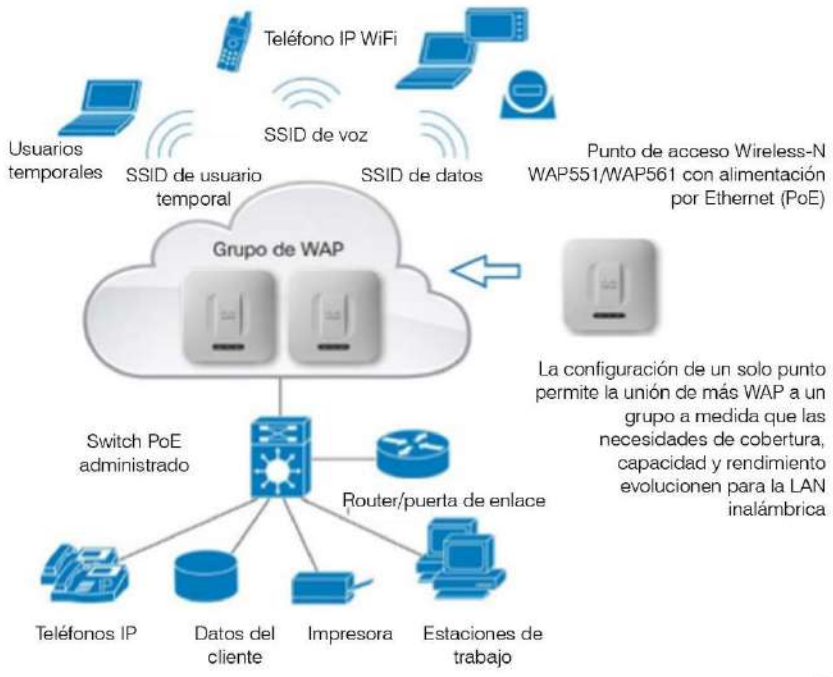 Teléfono IP WiFi
Usuarios
temporales
SSID de voz
SSID de usuario
temporal
SSID de datos
Punto de acceso Wireless-N
WAP551/WAP561 con alimentación
por Ethernet (PoE)
Grupo de WAP
La configuración de un solo punto
permite la unión de más WAP a un
grupo a medida que las
necesidades de cobertura,
capacidad y rendimiento
evolucionen para la LAN
inalámbrica
Switch PoE
administrado
Router/puerta de enlace
IP
Teléfonos IP
Datos del
cliente
Impresora
Estaciones de
trabajo